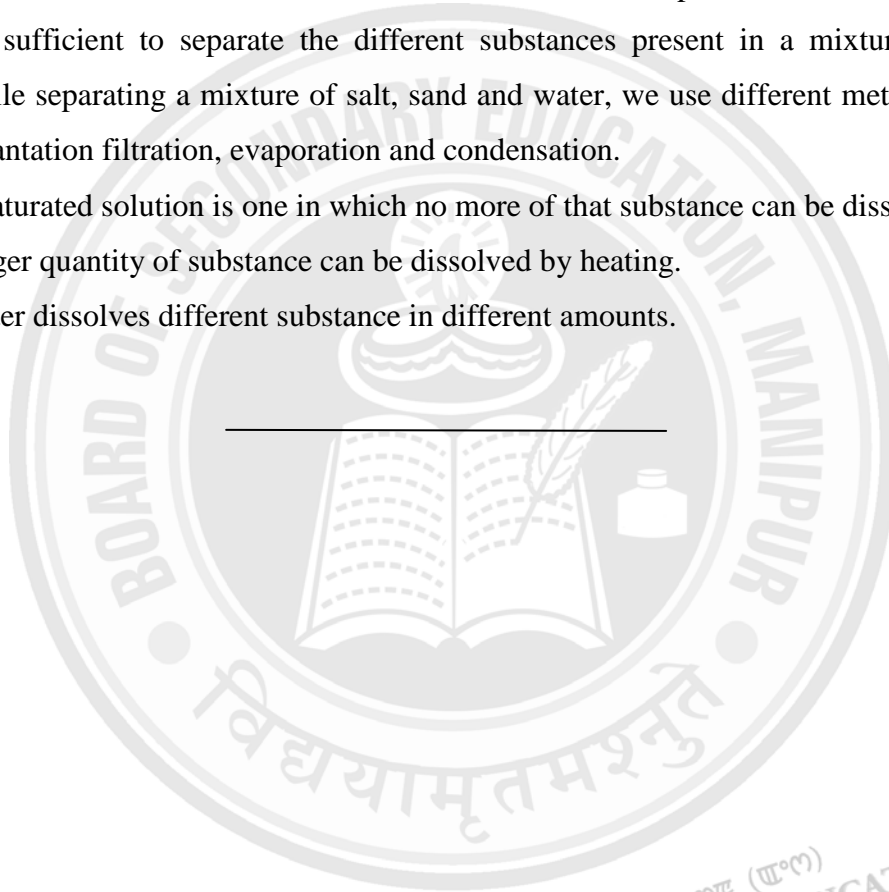 sufficient to separate the different substances present in a mixtur
le separating a mixture of salt, sand and water, we use different met
antation filtration, evaporation and condensation.
aturated solution is one in which no more of that substance can be diss
ger quantity of substance can be dissolved by heating.
er dissolves different substance in different amounts.
BOARD OF SECONDARY EDUCATION, MANIPUR
विद्ययामृतमश्नुते